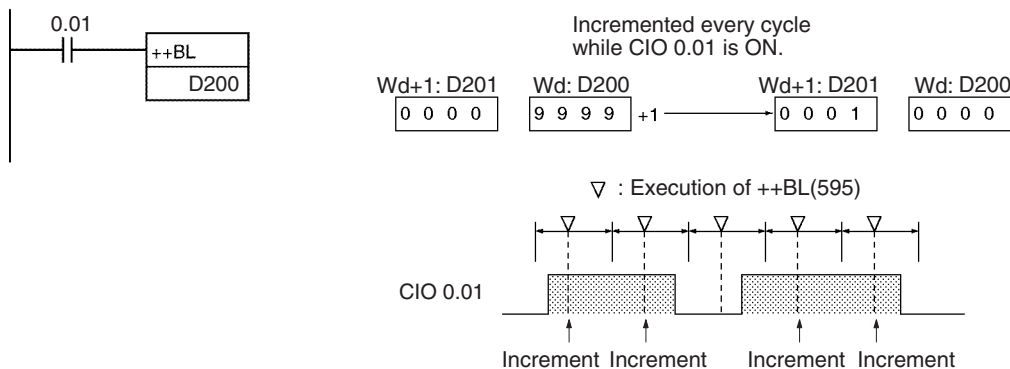 0.01
++BL
D200
Incremented every cycle
while CIO 0.01 is ON.
Wd+1: D201 Wd: D200 Wd+1: D201 Wd: D200
0 0 0 0 9 9 9 9 +1 0 0 0 1 0 0 0 0
▽ : Execution of ++BL(595)
CIO 0.01
Increment Increment Increment Increment